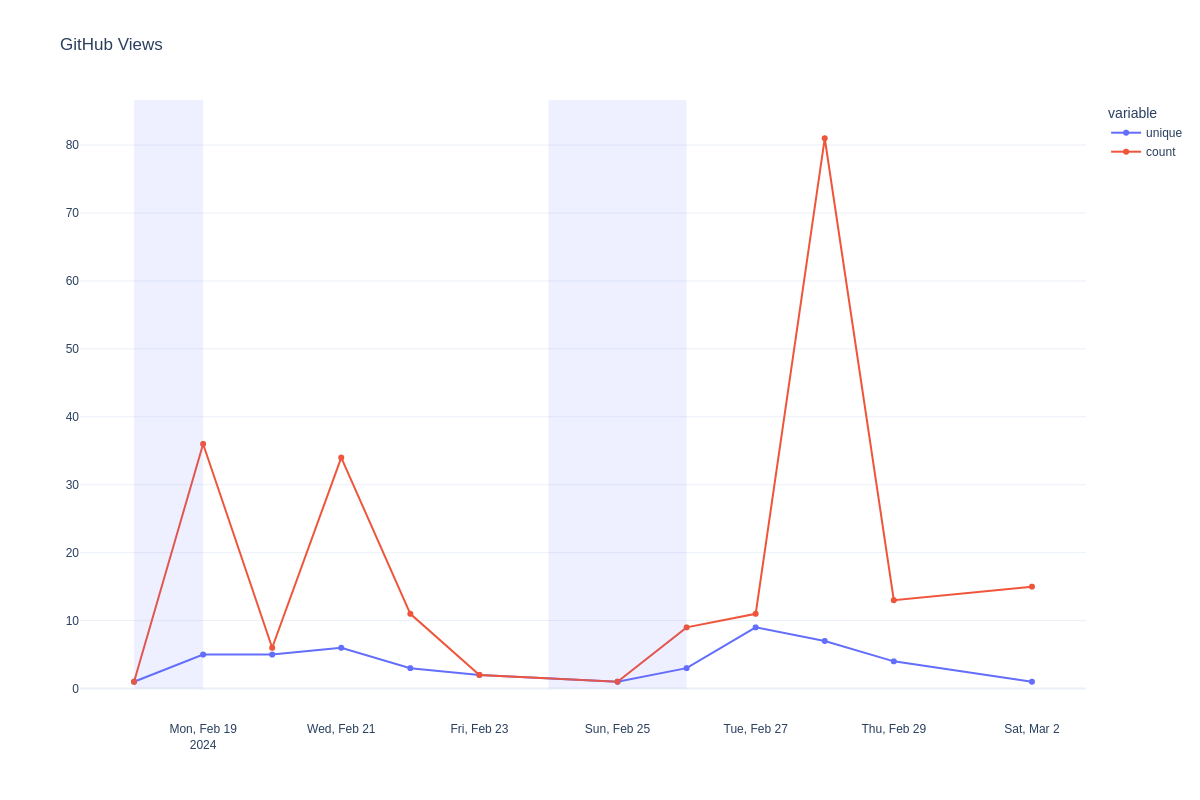 GitHub Views
variable
unique
count
80
70
60
50
40
30
20
10
0
Mon, Feb 19
2024
Wed, Feb 21
Fri, Feb 23
Sun, Feb 25
Tue, Feb 27
Thu, Feb 29
Sat, Mar 2